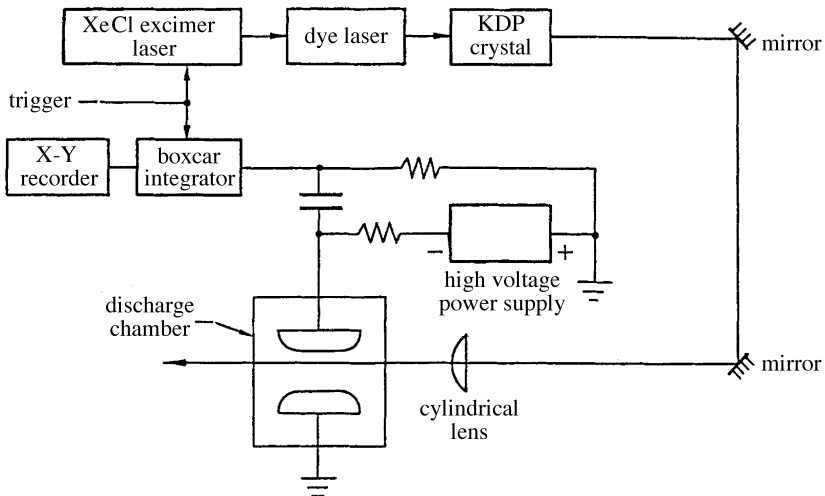 XeCl excimer
laser
dye laser
KDP
crystal
mirror
trigger
X-Y
recorder
boxcar
integrator
−
+
high voltage
power supply
discharge
chamber
mirror
cylindrical
lens